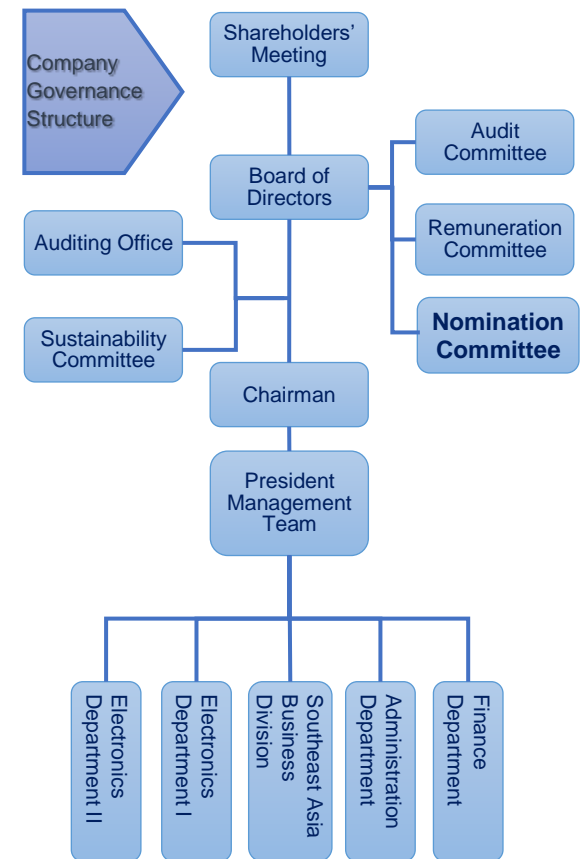 Company
Governance
Structure
Shareholders'
Meeting
Board of
Directors
Audit
Committee
Remuneration
Committee
Nomination
Committee
Auditing Office
Sustainability
Committee
Chairman
President
Management
Team
Electronics
Department II
Electronics
Department I
Southeast Asia
Business
Division
Administration
Department
Finance
Department